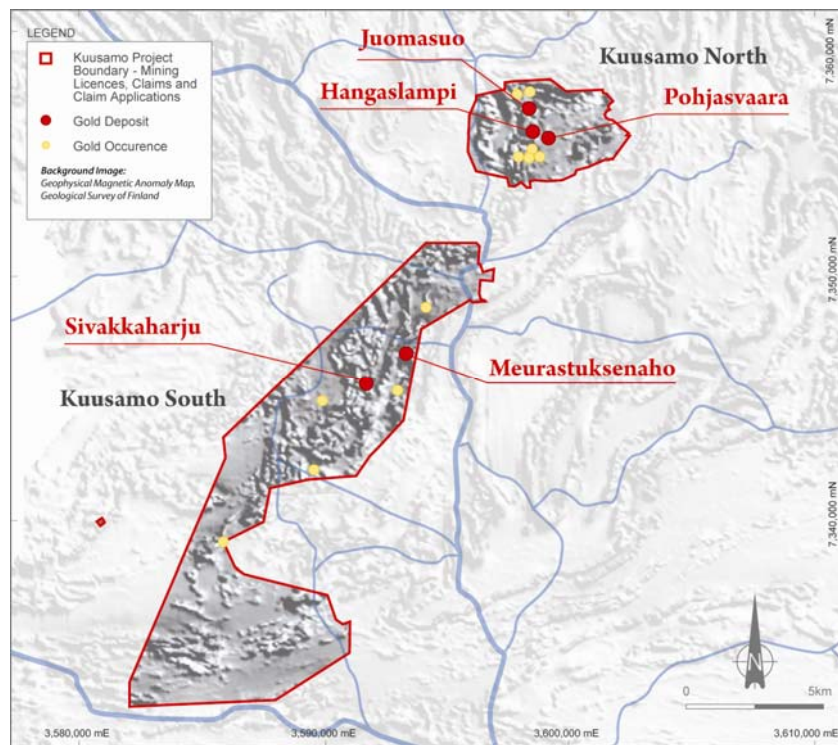 LEGEND
Kuusamo Project
Boundary - Mining
Licences, Claims and
Claim Applications
Gold Deposit
Gold Occurence
Background Image:
Geophysical Magnetic Anomaly Map,
Geological Survey of Finland
Juomasuo
Kuusamo North
Hangaslampi
Pohjasvaara
Sivakkaharju
Meurastuksenaho
Kuusamo South
7,360,000 mN
7,350,000 mN
7,340,000 mN
N
0 5km
3,580,000 mE
3,590,000 mE
3,600,000 mE
3,610,000 mE